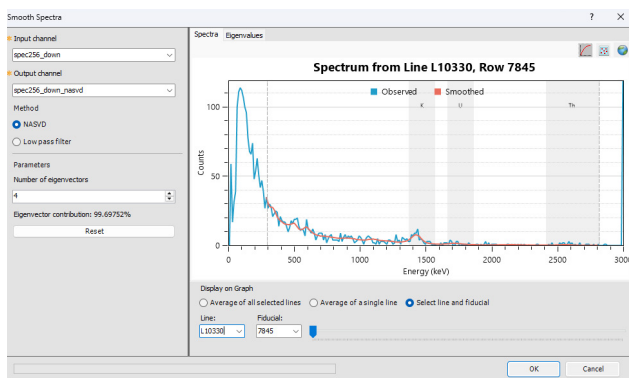 Smooth Spectra
? ×
Input channel
spec256_down
Output channel
spec256_down_nasvd
Method
NASVD
Low pass filter
Parameters
Number of eigenvectors
4
Eigenvector contribution: 99.69752%
Reset
Spectra Eigenvalues
Spectrum from Line L10330, Row 7845
Observed Smoothed
K U Th
100
50
0
Counts
0 500 1000 1500 2000 2500 3000
Energy (keV)
Display on Graph
Average of all selected lines Average of a single line Select line and fiducial
Line: Fiducial:
L10330 7845
OK Cancel